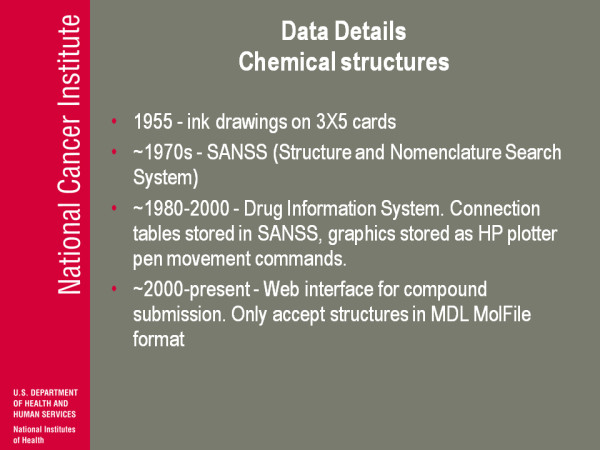 Data Details
Chemical structures
• 1955 - ink drawings on 3X5 cards
• ~1970s - SANSS (Structure and Nomenclature Search
System)
• ~1980-2000 - Drug Information System. Connection
tables stored in SANSS, graphics stored as HP plotter
pen movement commands.
• ~2000-present - Web interface for compound
submission. Only accept structures in MDL MolFile
format
National Cancer Institute
U.S. DEPARTMENT
OF HEALTH AND
HUMAN SERVICES
National Institutes
of Health